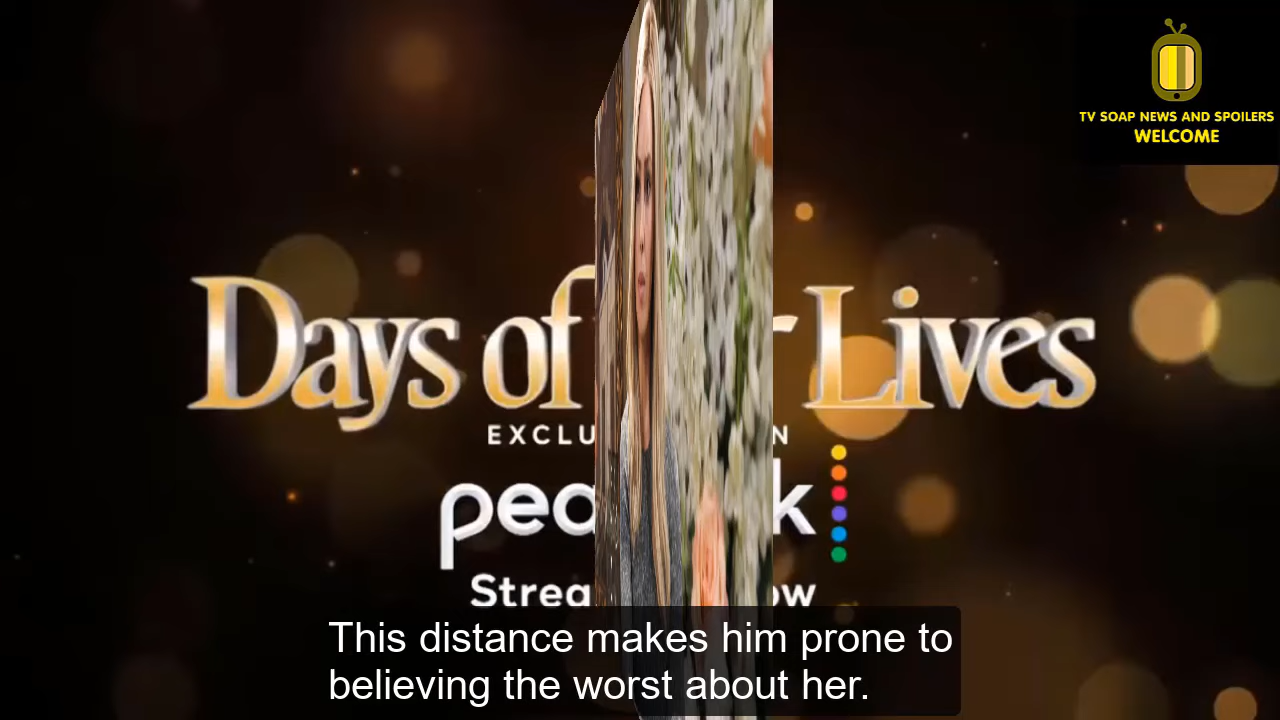 TV SOAP NEWS AND SPOILERS
WELCOME
Days of r Lives
EXCLU N
pea k
Strea ow
This distance makes him prone to
believing the worst about her.